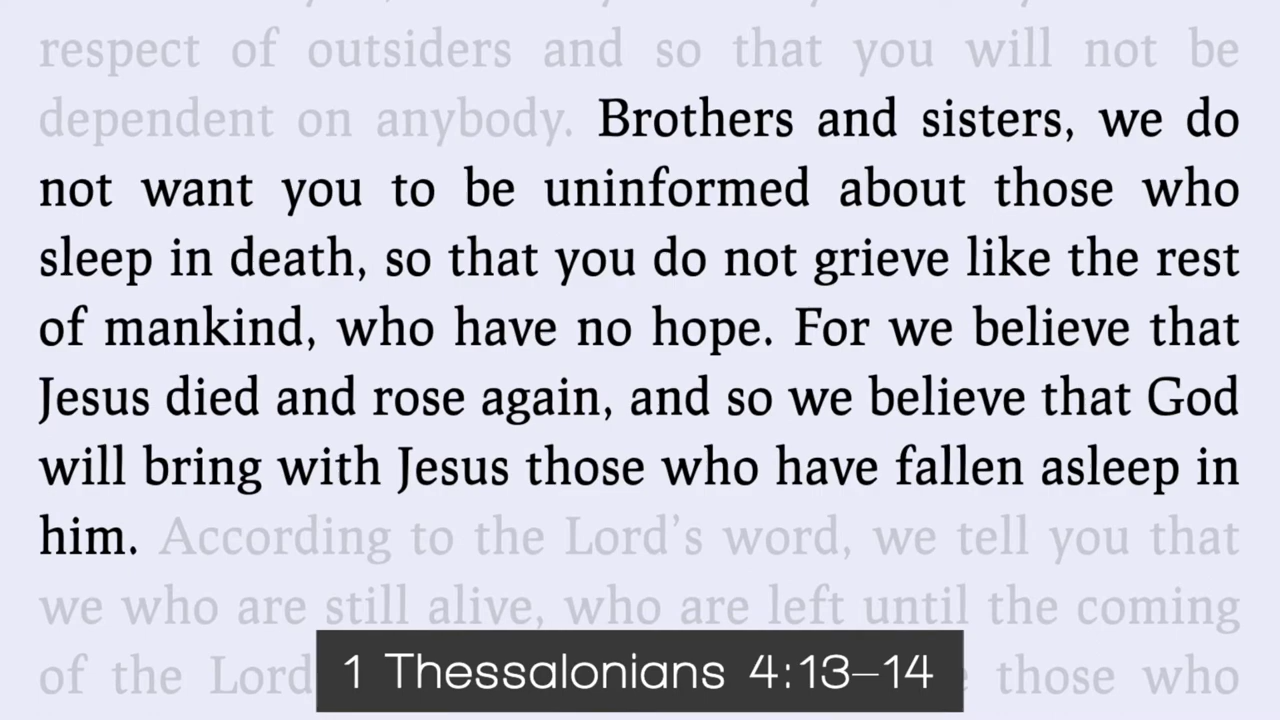 respect of outsiders and so that you will not be
dependent on anybody. Brothers and sisters, we do
not want you to be uninformed about those who
sleep in death, so that you do not grieve like the rest
of mankind, who have no hope. For we believe that
Jesus died and rose again, and so we believe that God
will bring with Jesus those who have fallen asleep in
him. According to the Lord’s word, we tell you that
we who are still alive, who are left until the coming
of the Lord those who
1 Thessalonians 4:13–14